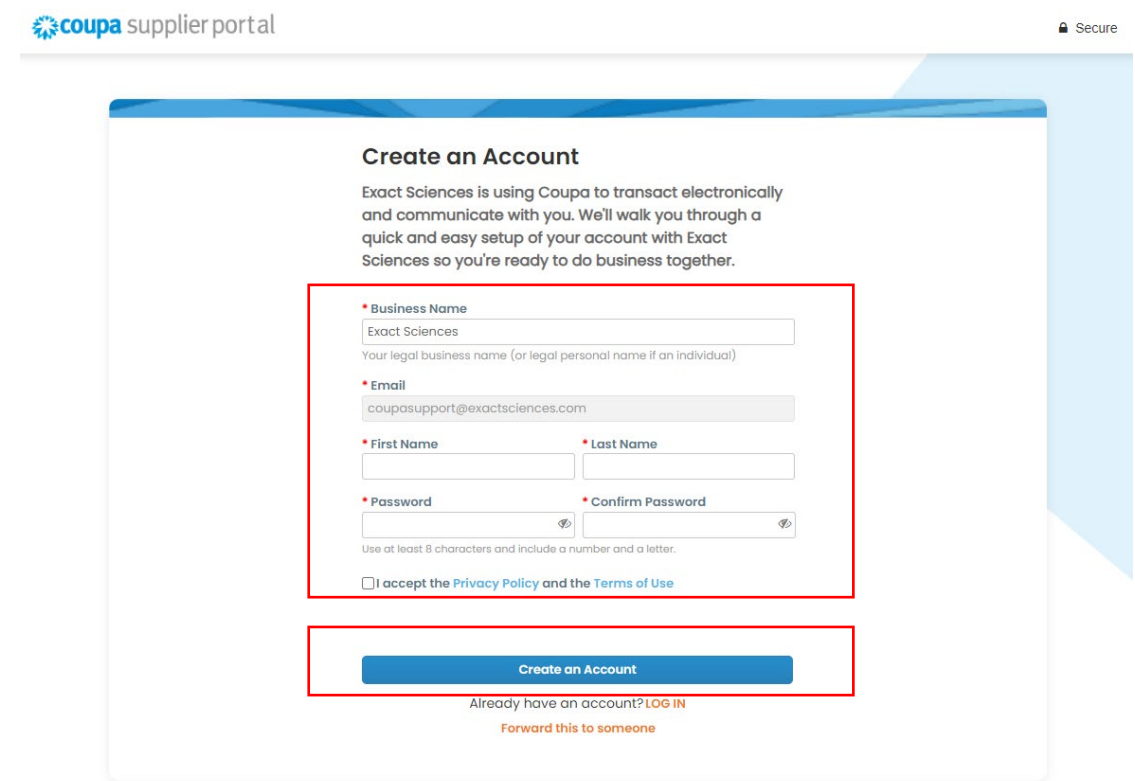 coupa supplier portal
Secure
Create an Account
Exact Sciences is using Coupa to transact electronically
and communicate with you. We'll walk you through a
quick and easy setup of your account with Exact
Sciences so you're ready to do business together.
* Business Name
Exact Sciences
Your legal business name (or legal personal name if an individual)
* Email
coupasupport@exactsciences.com
* First Name * Last Name
* Password * Confirm Password
Use at least 8 characters and include a number and a letter.
I accept the Privacy Policy and the Terms of Use
Create an Account
Already have an account? LOG IN
Forward this to someone